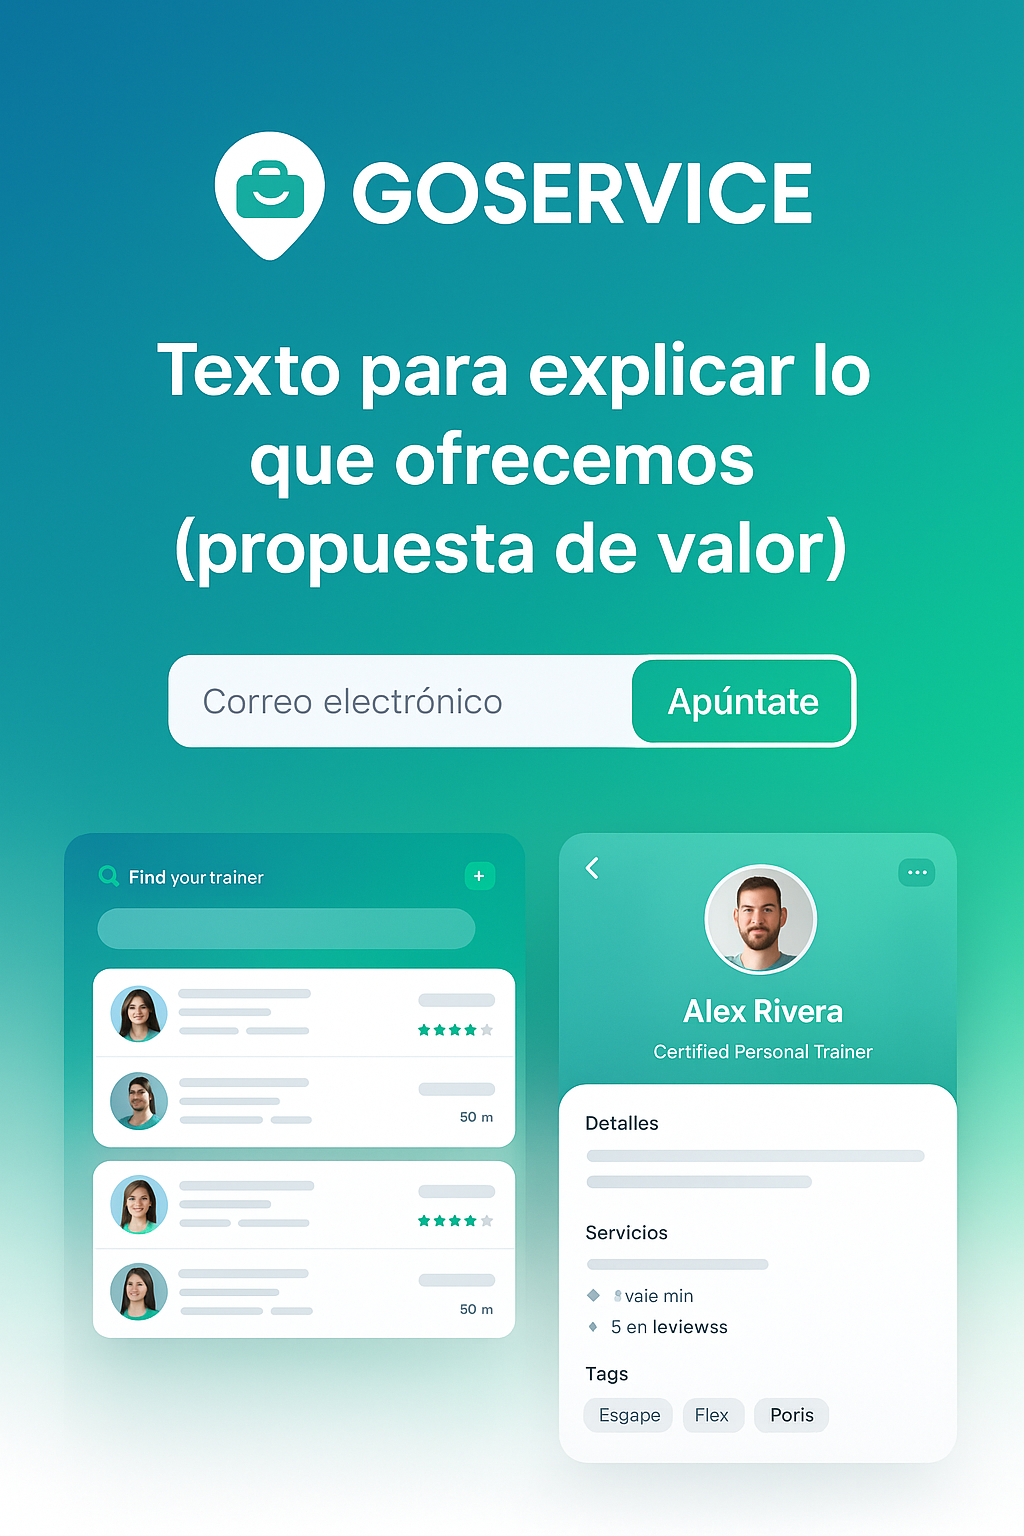 GOSERVICE
Texto para explicar lo
que ofrecemos
(propuesta de valor)
Correo electrónico
Apúntate
Find your trainer
+
50 m
50 m
Alex Rivera
Certified Personal Trainer
Detalles
Servicios
vaie min
5 en leviewss
Tags
Esgape
Flex
Poris